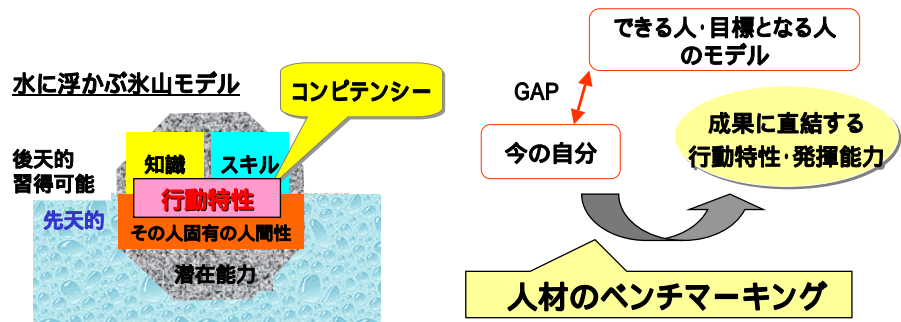 水に浮かぶ氷山モデル
コンピテンシー
後天的
習得可能
知識
スキル
行動特性
先天的
その人固有の人間性
潜在能力
できる人・目標となる人
のモデル
GAP
今の自分
成果に直結する
行動特性・発揮能力
人材のベンチマーキング